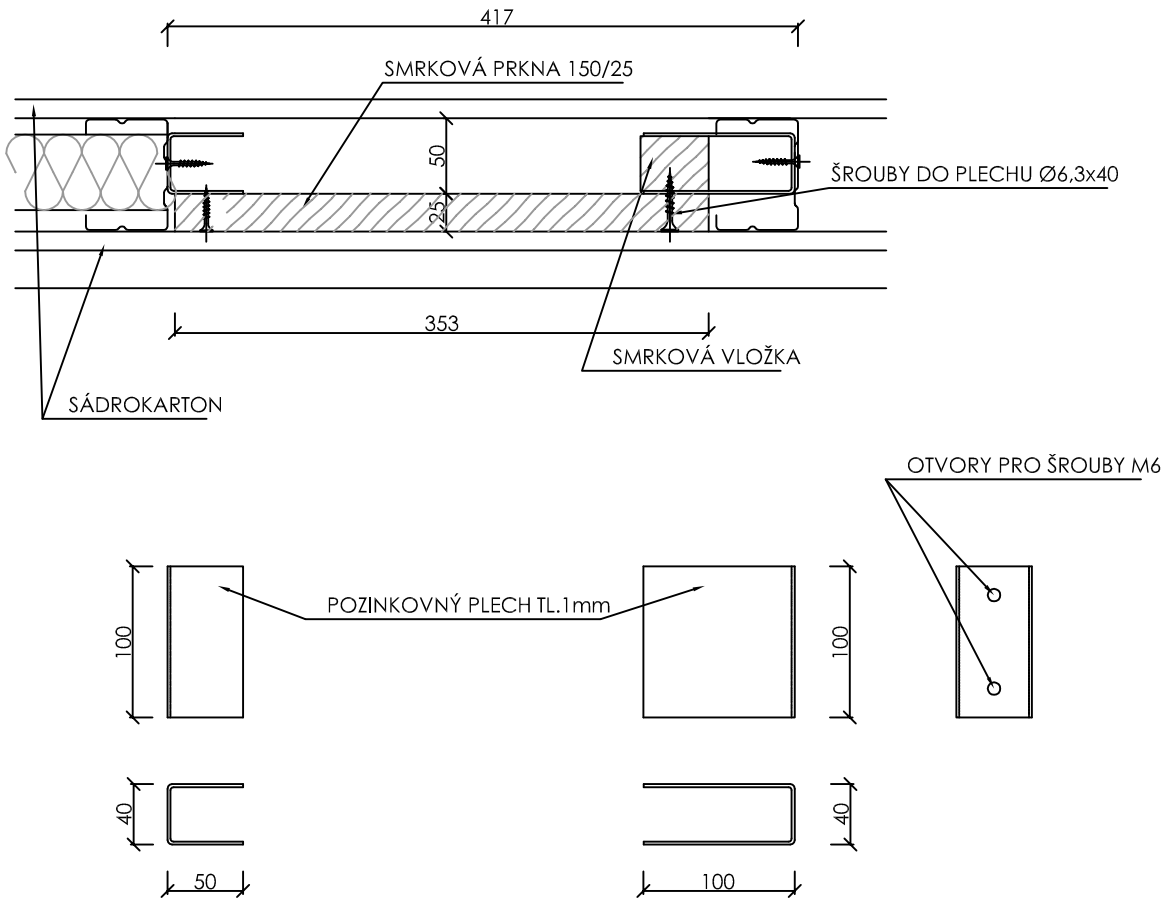 417
SMRKOVÁ PRKNA 150/25
50
ŠROUBY DO PLECHU Ø6,3x40
25
353
SMRKOVÁ VLOŽKA
SÁDROKARTON
OTVORY PRO ŠROUBY M6
POZINKOVNÝ PLECH TL.1mm
100
100
40
40
50
100